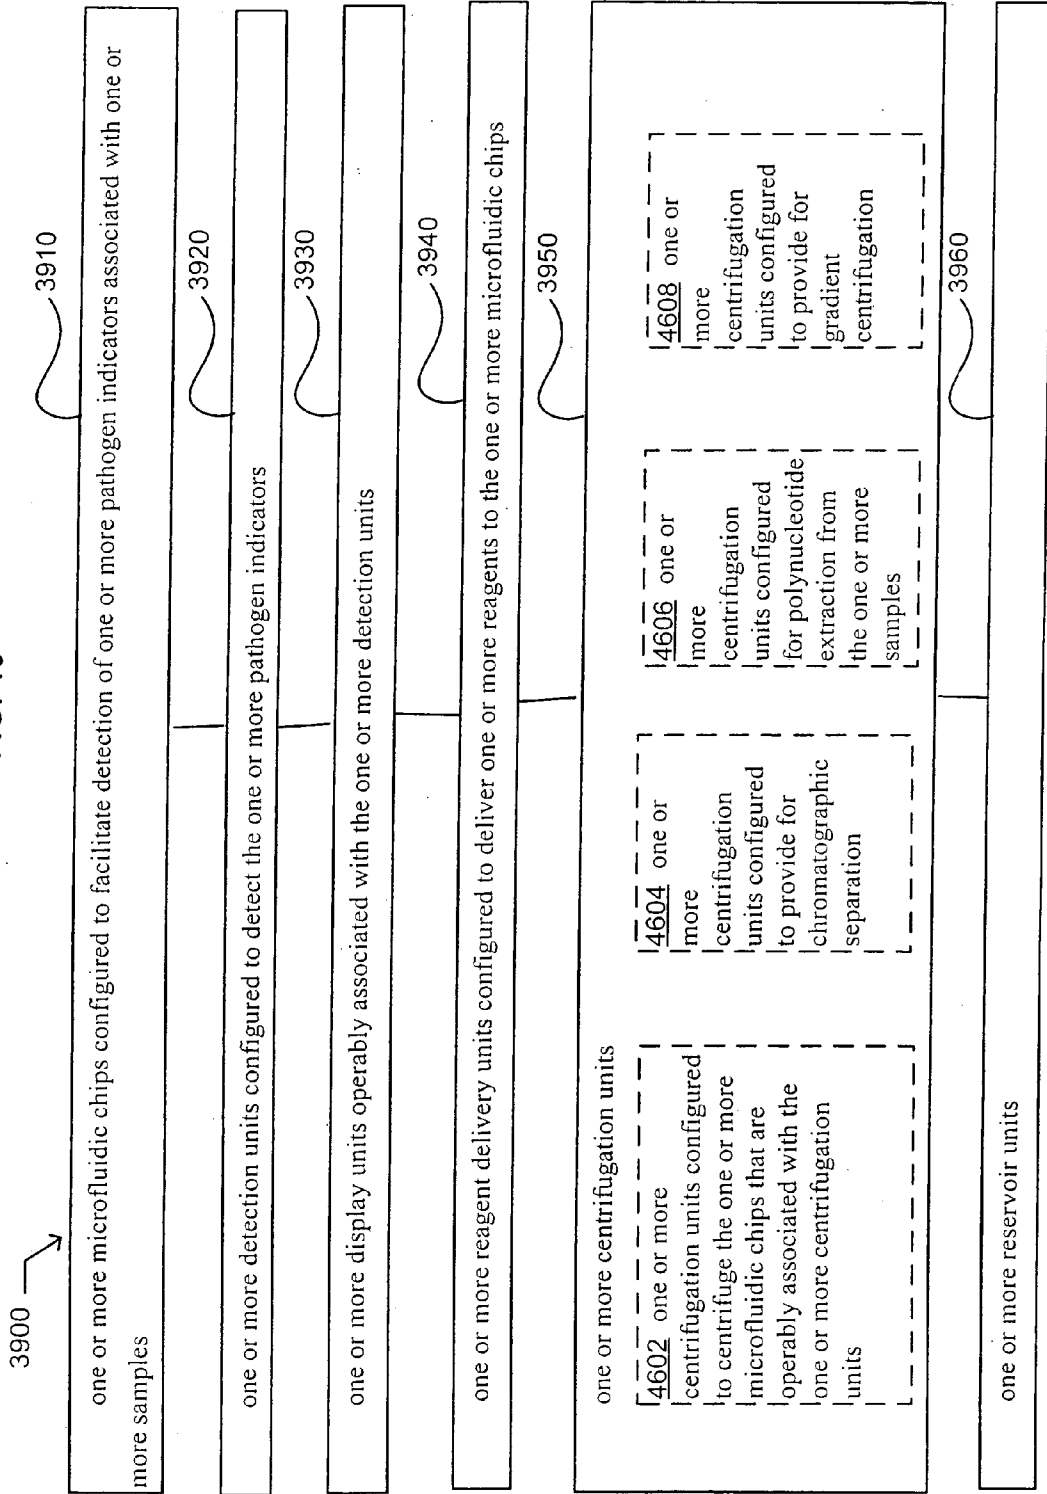 3900
3910
one or more microfluidic chips configured to facilitate detection of one or more pathogen indicators associated with one or
more samples
3920
one or more detection units configured to detect the one or more pathogen indicators
3930
one or more display units operably associated with the one or more detection units
3940
one or more reagent delivery units configured to deliver one or more reagents to the one or more microfluidic chips
3950
one or more centrifugation units
4602 one or more
centrifugation units configured
to centifuge the one or more
microfluidic chips that are
operably associated with the
one or more centrifugation
units
4604 one or
more
centrifugation
units configured
to provide for
chromatographic
separation
4606 one or
more
centrifugation
units configured
for polynucleotide
extraction from
the one or more
samples
4608 one or
more
centrifugation
units configured
to provide for
gradient
centrifugation
3960
one or more reservoir units